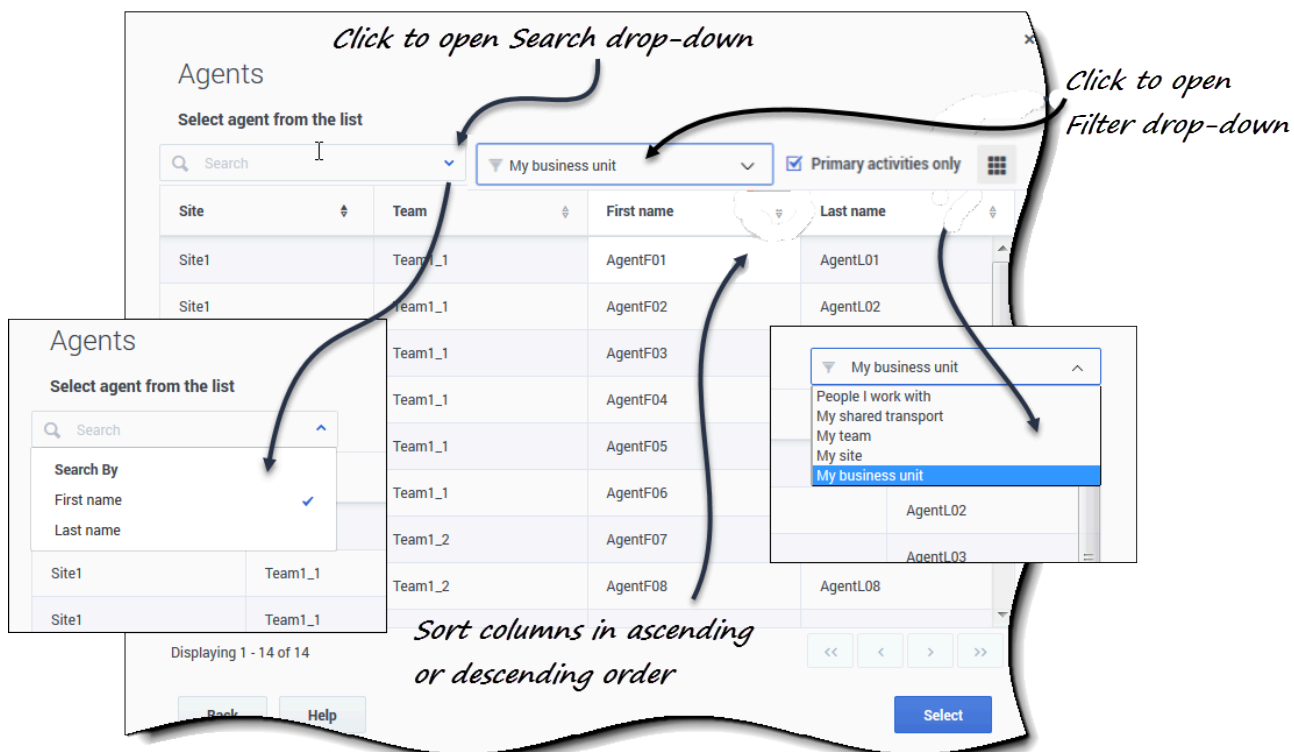 Click to open Search drop-down
×
Agents
Click to open
Filter drop-down
Select agent from the list
Search
My business unit
Primary activities only
Site Team First name Last name
Site1 Team1_1 AgentF01 AgentL01
Site1 Team1_1 AgentF02 AgentL02
Team1_1 AgentF03
Team1_1 AgentF04
Team1_1 AgentF05
Team1_1 AgentF06
Team1_2 AgentF07
Team1_2 AgentF08 AgentL08
Agents
Select agent from the list
Search
Search By
First name
Last name
Site1 Team1_1
Site1 Team1_1
My business unit
People I work with
My shared transport
My team
My site
My business unit
AgentL02
AgentL03
Sort columns in ascending
or descending order
Displaying 1 - 14 of 14
<< < > >>
Back Help Select